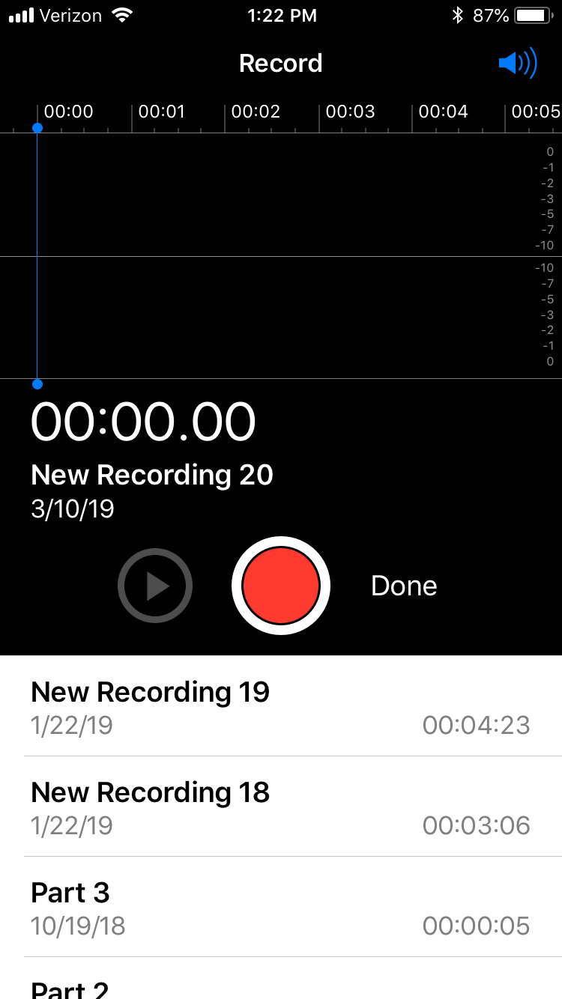 Verizon 1:22 PM 87%
Record
00:00 00:01 00:02 00:03 00:04 00:05
0
-1
-2
-3
-5
-7
-10
-10
-7
-5
-3
-2
-1
0
00:00.00
New Recording 20
3/10/19
Done
New Recording 19
1/22/19 00:04:23
New Recording 18
1/22/19 00:03:06
Part 3
10/19/18 00:00:05
Part 2